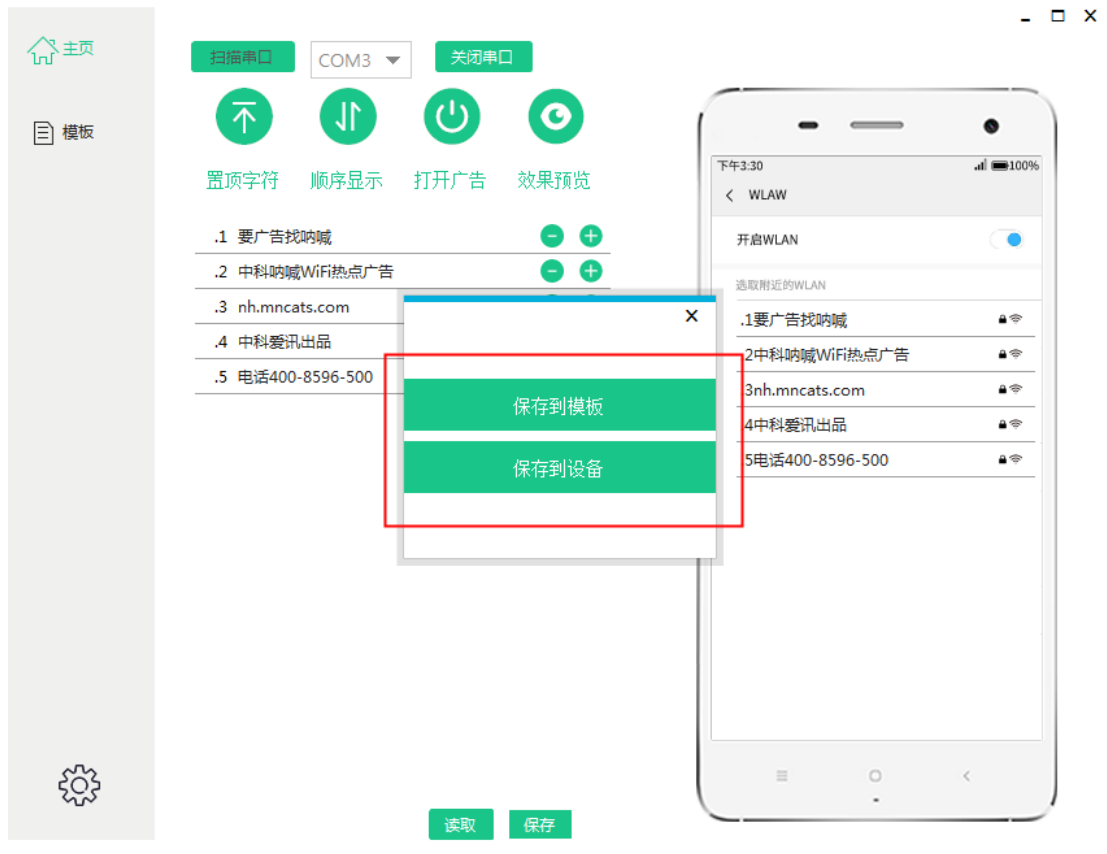 主页
模板
扫描串口
COM3
关闭串口
置顶字符
顺序显示
打开广告
效果预览
.1 要广告找呐喊
.2 中科呐喊WiFi热点广告
.3 nh.mncats.com
.4 中科爱讯出品
.5 电话400-8596-500
保存到模板
保存到设备
读取
保存
下午3:30
100%
WLAW
开启WLAN
选取附近的WLAN
.1要广告找呐喊
2中科呐喊WiFi热点广告
3nh.mncats.com
4中科爱讯出品
5电话400-8596-500